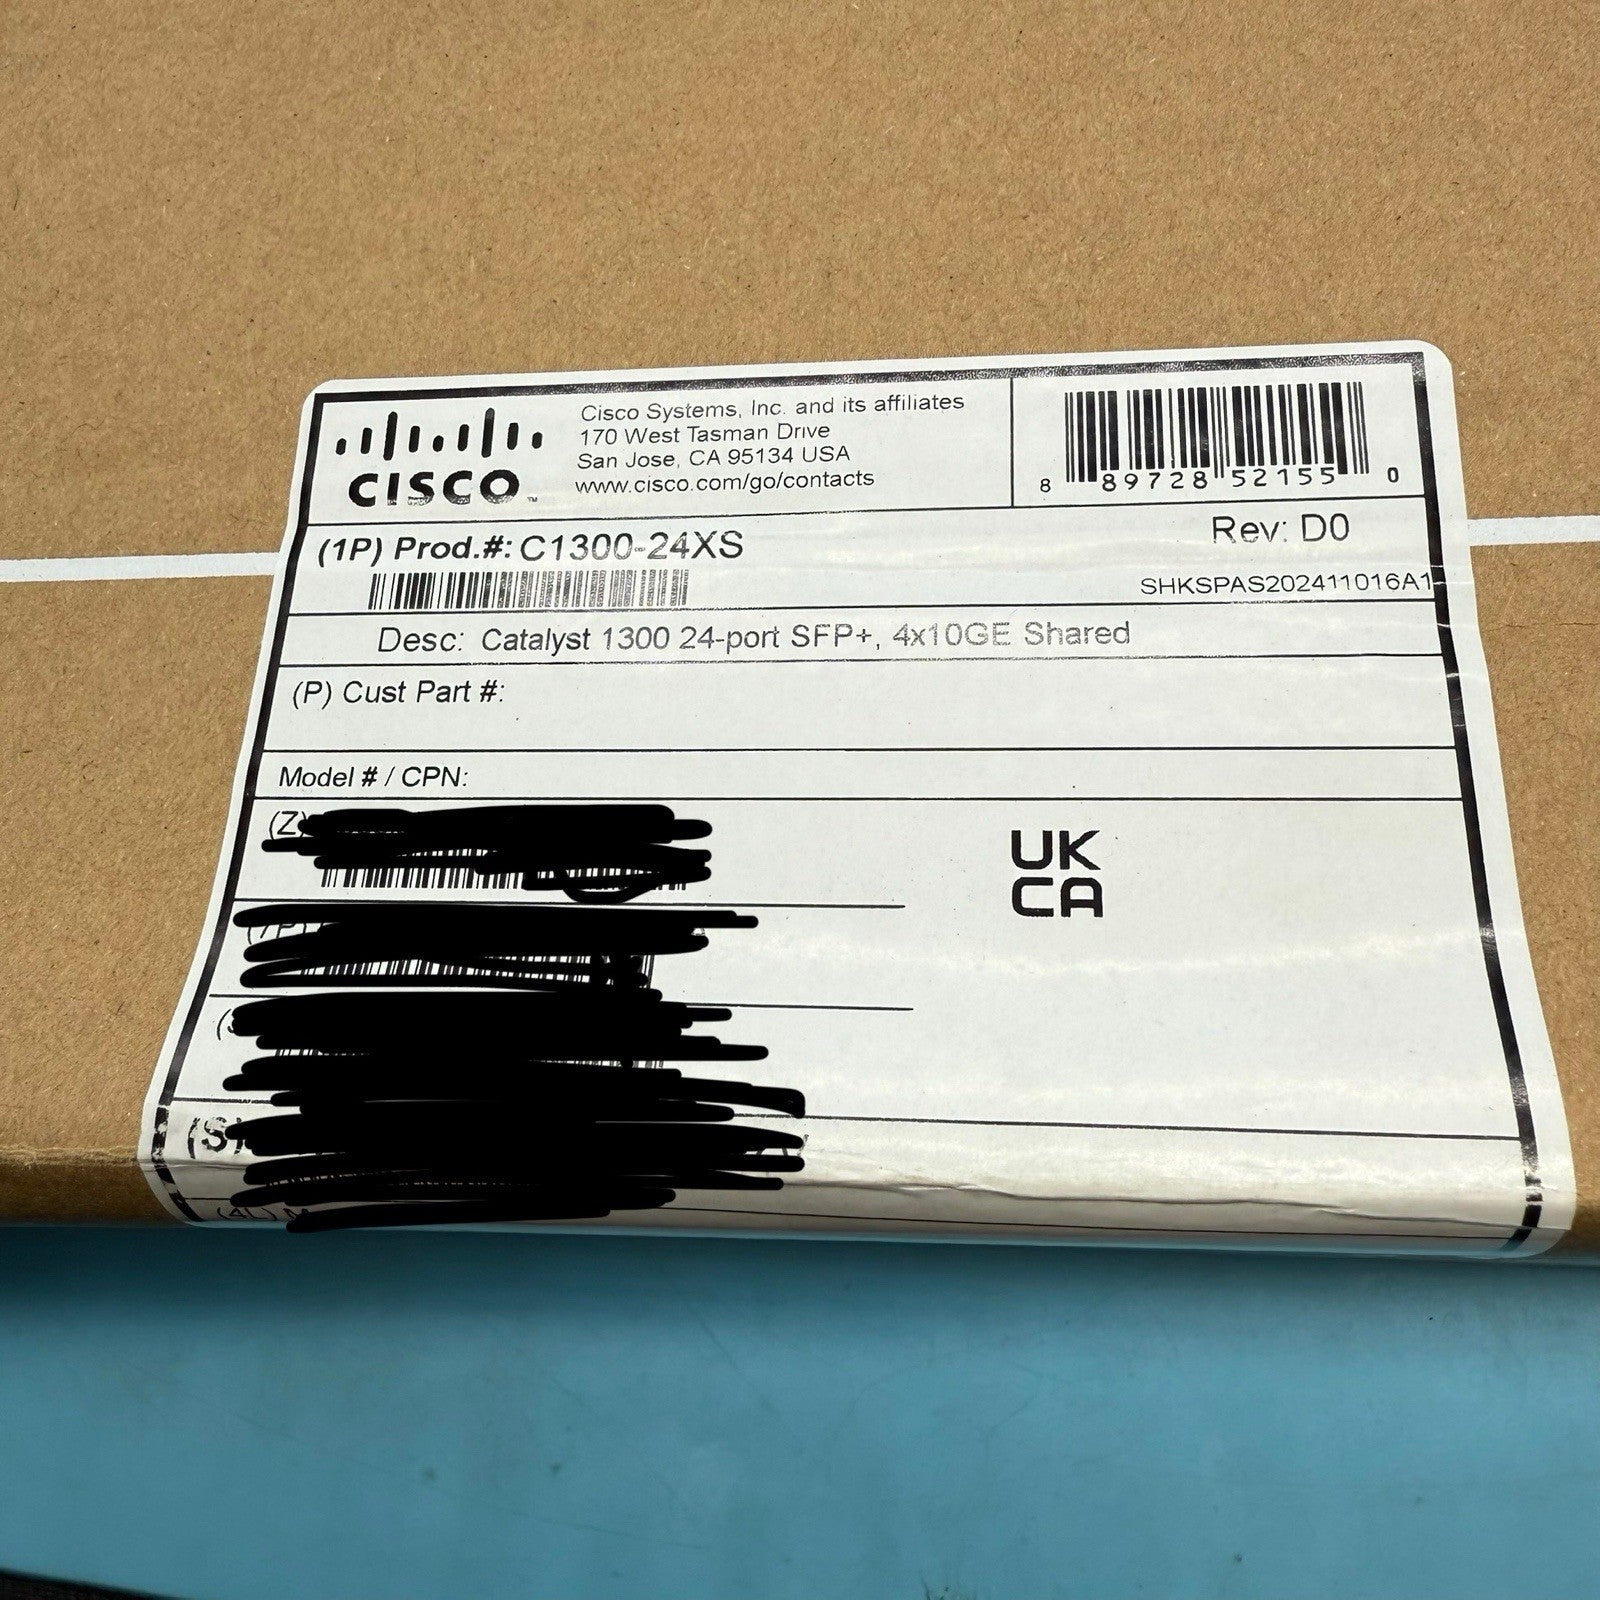 CISCO™
Cisco Systems, Inc. and its affiliates
170 West Tasman Drive
San Jose, CA 95134 USA
www.cisco.com/go/contacts
8 89728 52155 0
(1P) Prod.#: C1300-24XS
Rev: D0
SHKSPAS202411016A1
Desc: Catalyst 1300 24-port SFP+, 4x10GE Shared
(P) Cust Part #:
Model # / CPN:
(Z)
UK
CA
(4L) M